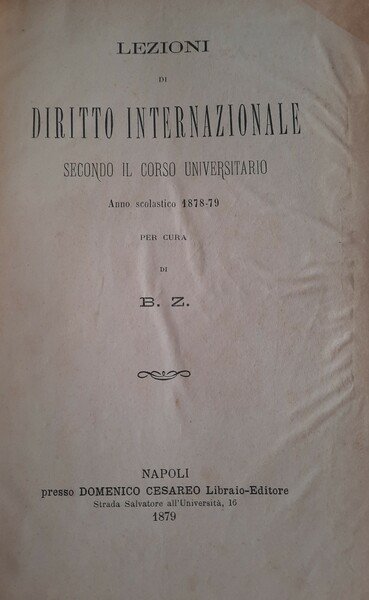 LEZIONI
DI
DIRITTO INTERNAZIONALE
SECONDO IL CORSO UNIVERSITARIO
Anno scolastico 1878-79
PER CURA
DI
B. Z.
NAPOLI
presso DOMENICO CESAREO Libraio-Editore
Strada Salvatore all'Università, 16
1879